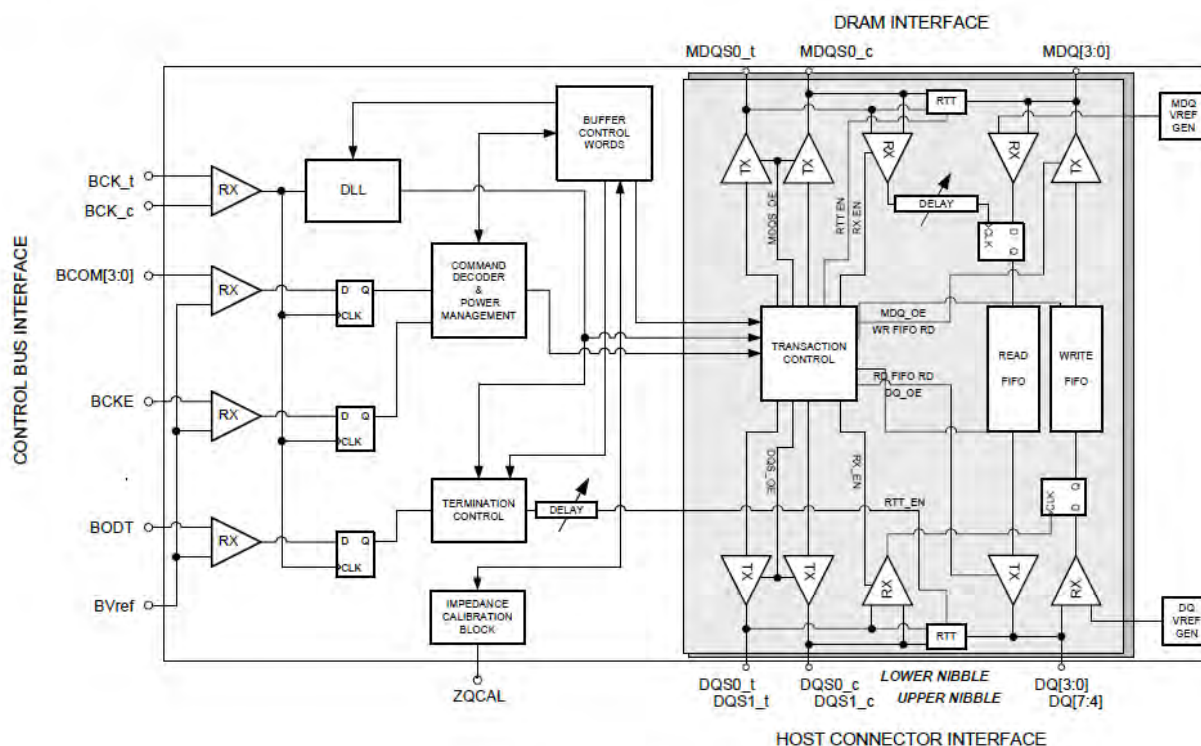 DRAM INTERFACE
MDQS0_t
MDQS0_c
MDQ[3:0]
RTT
MDQ
VREF
GEN
BUFFER
CONTROL
WORDS
BCK_t
BCK_c
RX
DLL
TX
TX
RX
RX
TX
MDQS_OE
RTT EN
RX EN
DELAY
D Q
CLK
CONTROL BUS INTERFACE
BCOM[3:0]
RX
D Q
CLK
COMMAND
DECODER
&
POWER
MANAGEMENT
TRANSACTION
CONTROL
MDQ_OE
WR FIFO RD
RD FIFO RD
DQ_OE
READ
FIFO
WRITE
FIFO
BCKE
RX
D Q
CLK
DQS_OE
RX_EN
RTT_EN
CLK
Q
D
BODT
RX
D Q
CLK
TERMINATION
CONTROL
DELAY
TX
TX
RX
TX
RX
BVref
IMPEDANCE
CALIBRATION
BLOCK
RTT
DQ
VREF
GEN
ZQCAL
DQS0_t
DQS1_t
DQS0_c
DQS1_c
LOWER NIBBLE
UPPER NIBBLE
DQ[3:0]
DQ[7:4]
HOST CONNECTOR INTERFACE